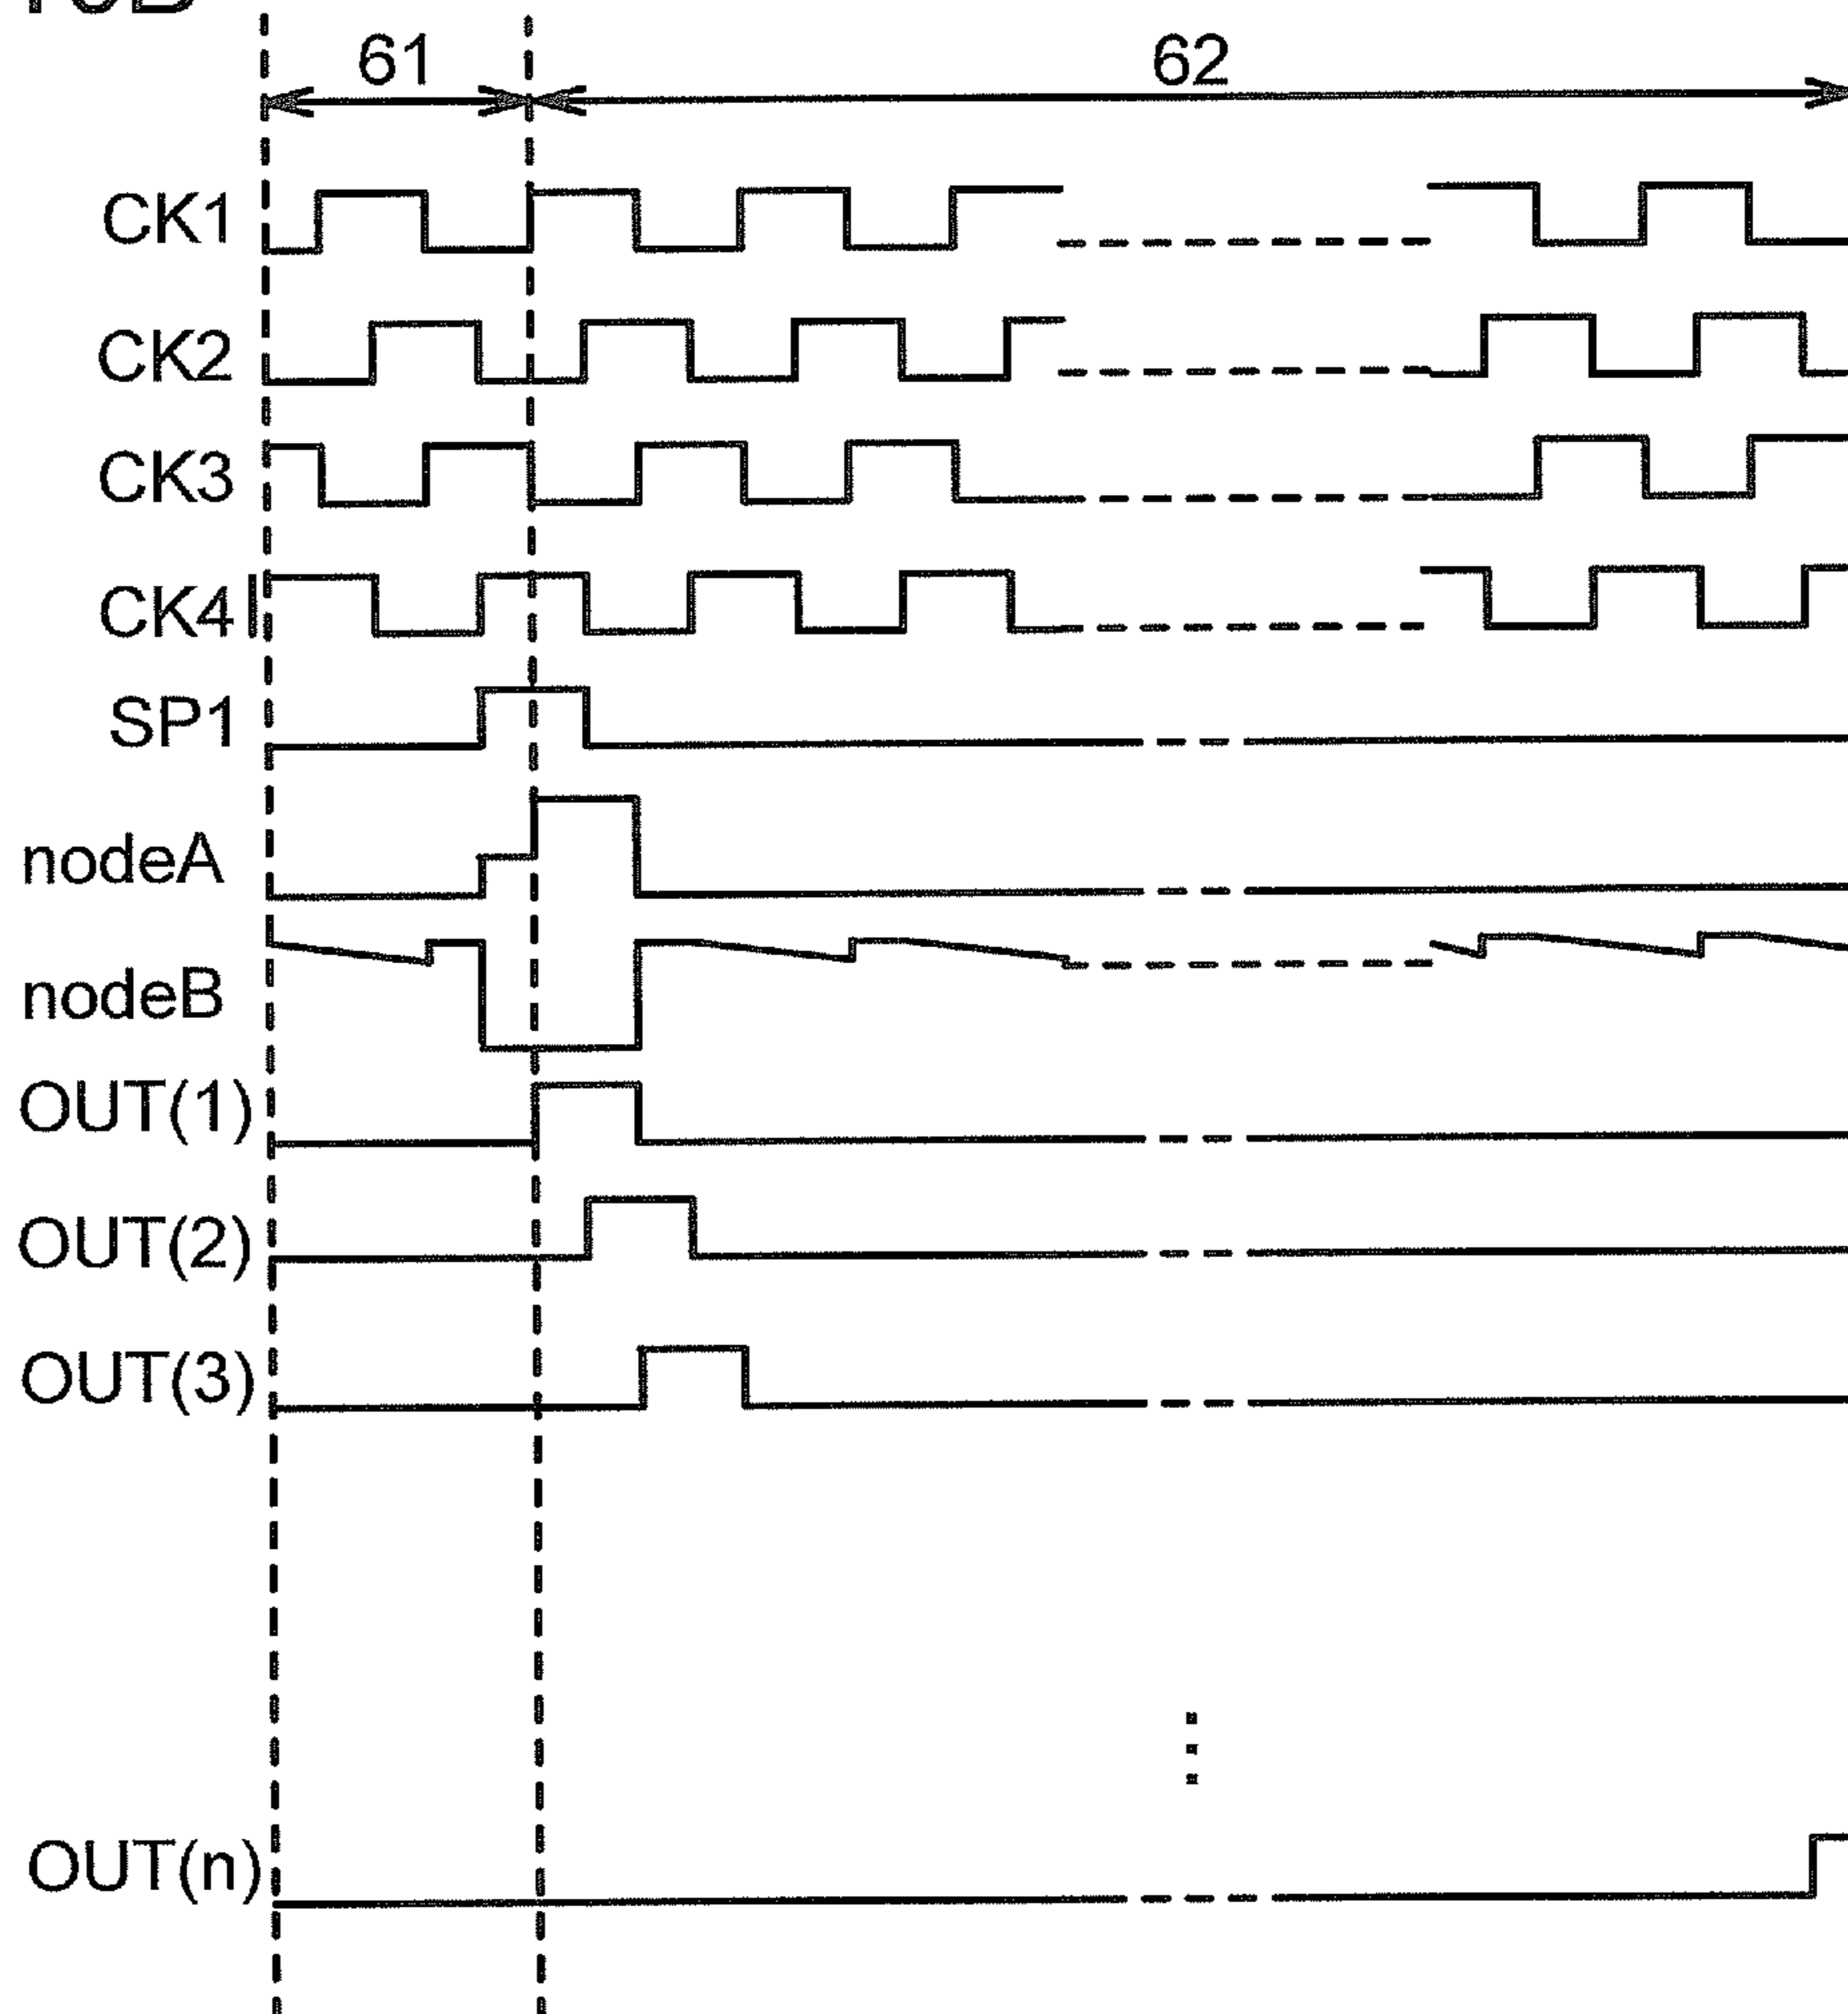 61 62
CK1
CK2
CK3
CK4
SP1
nodeA
nodeB
OUT(1)
OUT(2)
OUT(3)
OUT(n)